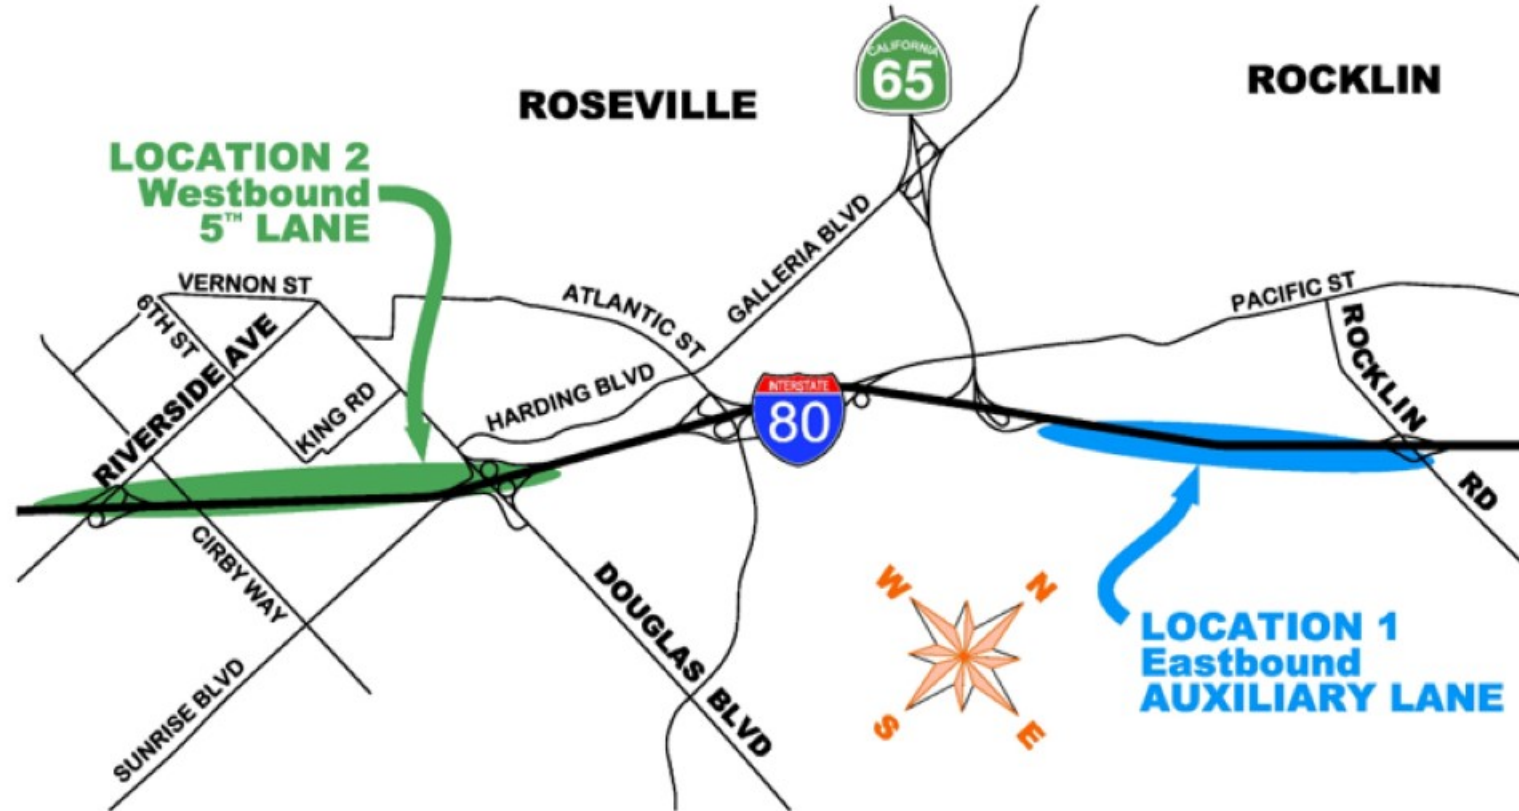 CALIFORNIA
65
ROSEVILLE
ROCKLIN
LOCATION 2
Westbound
5TH LANE
VERNON ST
6TH ST
RIVERSIDE AVE
KING RD
ATLANTIC ST
GALLERIA BLVD
HARDING BLVD
INTERSTATE
80
PACIFIC ST
ROCKLIN RD
CIRBY WAY
SUNRISE BLVD
DOUGLAS BLVD
W
N
S
E
LOCATION 1
Eastbound
AUXILIARY LANE